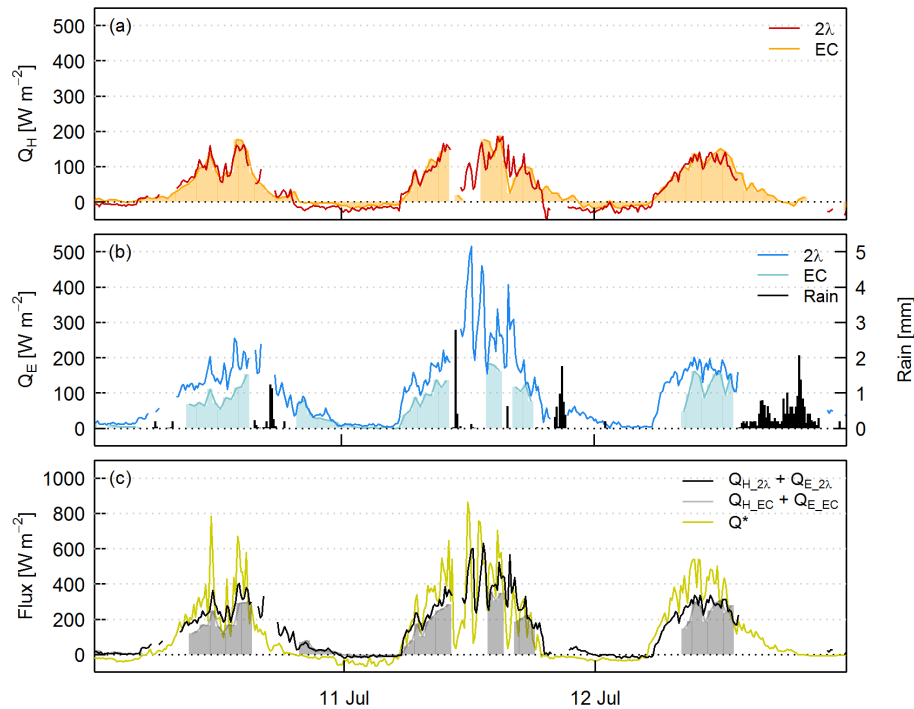 (a)
2λ
EC
500
400
300
200
100
0
Q_H [W m⁻²]
(b)
2λ
EC
Rain
500
400
300
200
100
0
Q_E [W m⁻²]
5
4
3
2
1
0
Rain [mm]
(c)
Q_H_2λ + Q_E_2λ
Q_H_EC + Q_E_EC
Q*
1000
800
600
400
200
0
Flux [W m⁻²]
11 Jul
12 Jul